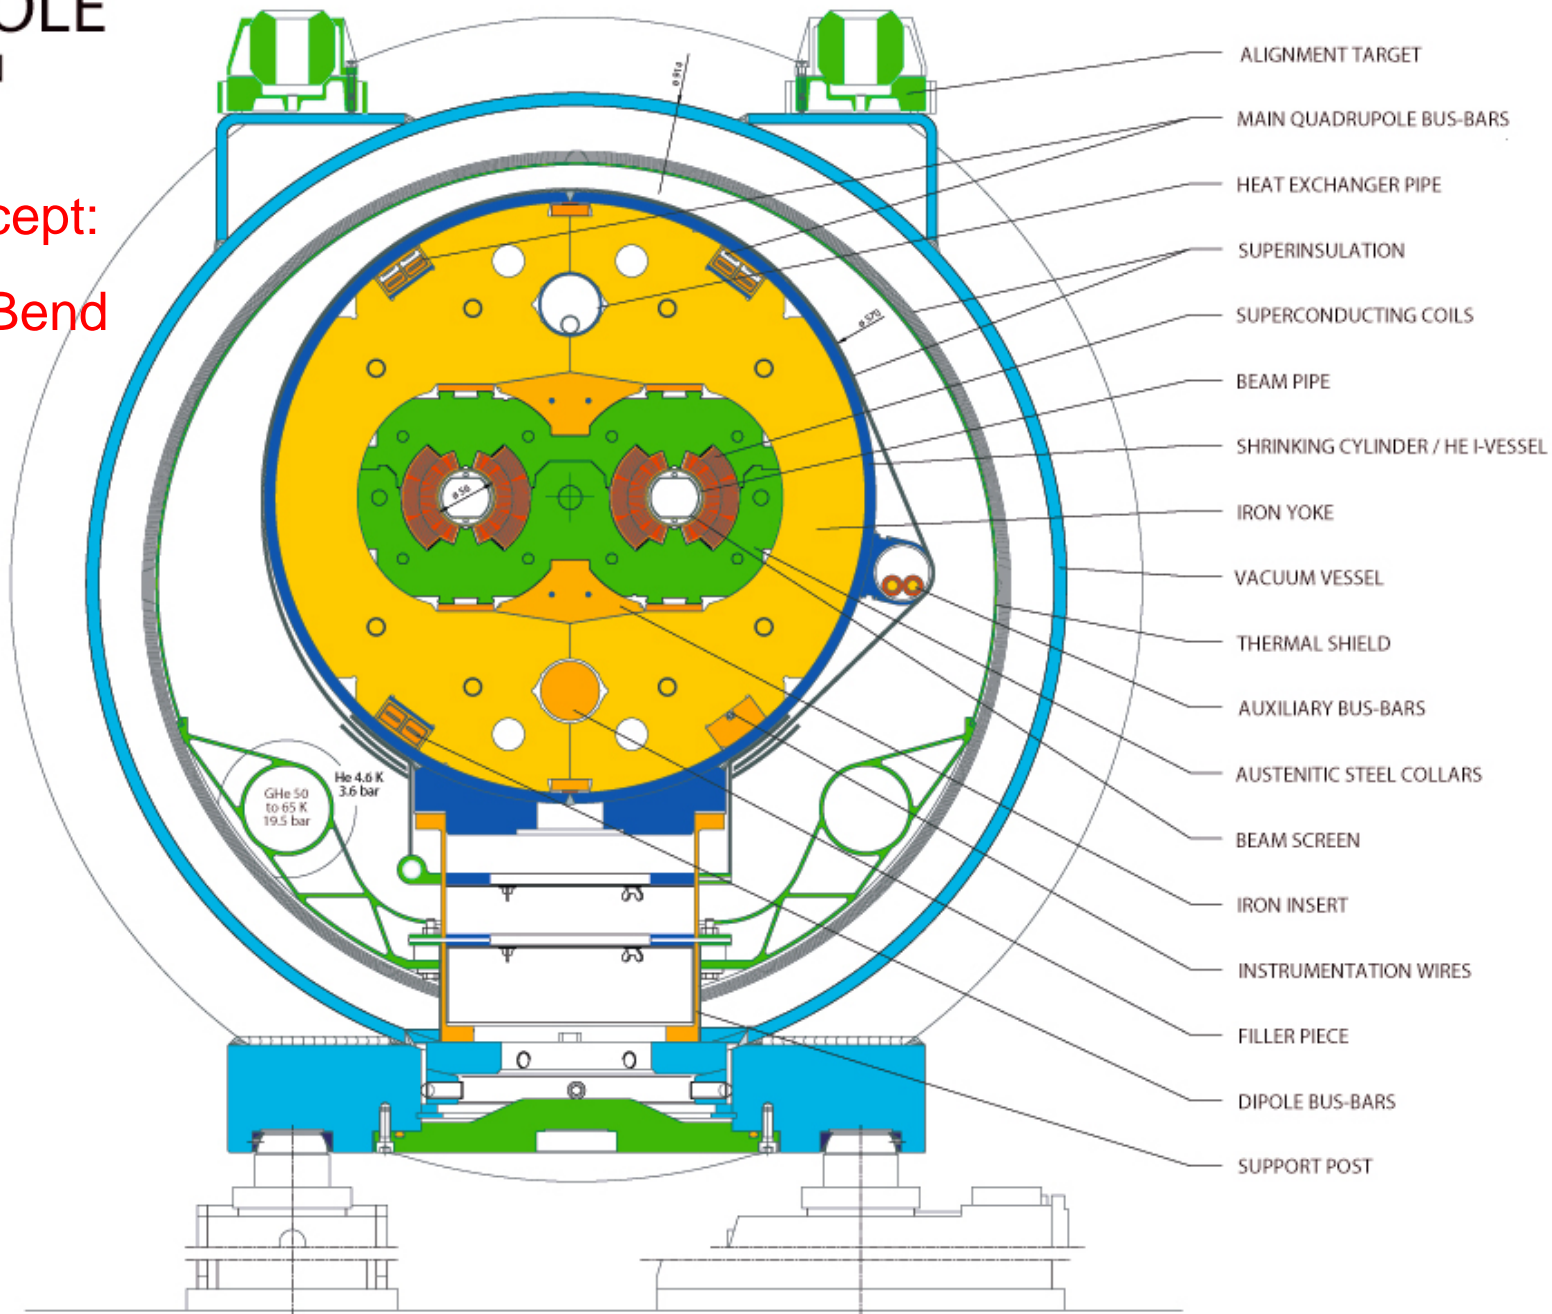 OLE
cept:
Bend
ø 914
ø 570
ø 56
ALIGNMENT TARGET
MAIN QUADRUPOLE BUS-BARS
HEAT EXCHANGER PIPE
SUPERINSULATION
SUPERCONDUCTING COILS
BEAM PIPE
SHRINKING CYLINDER / HE I-VESSEL
IRON YOKE
VACUUM VESSEL
THERMAL SHIELD
AUXILIARY BUS-BARS
AUSTENITIC STEEL COLLARS
BEAM SCREEN
IRON INSERT
INSTRUMENTATION WIRES
FILLER PIECE
DIPOLE BUS-BARS
SUPPORT POST
He 4.6 K
3.6 bar
GHe 50
to 65 K
19.5 bar